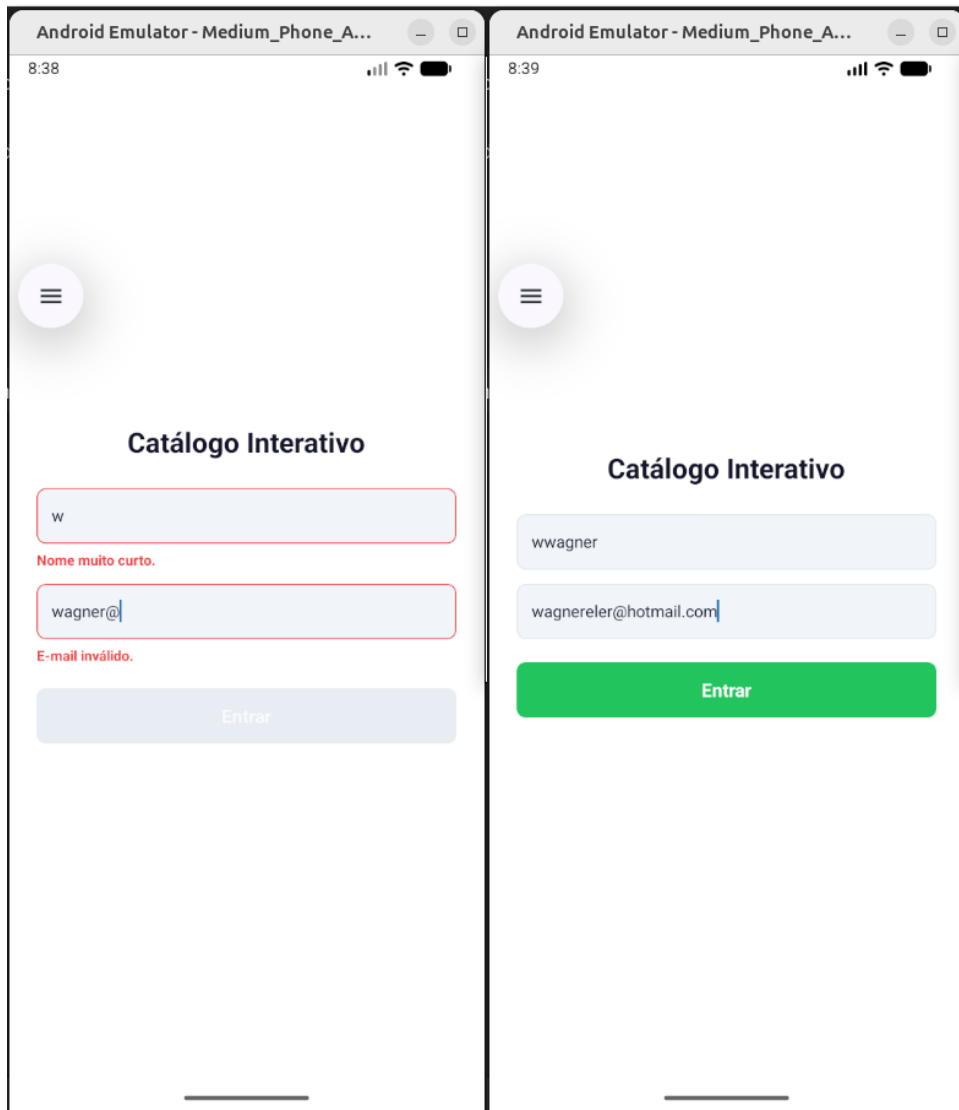 Android Emulator - Medium_Phone_A...
8:38
Catálogo Interativo
w
Nome muito curto.
wagner@
E-mail inválido.
Entrar
Android Emulator - Medium_Phone_A...
8:39
Catálogo Interativo
wwagner
wagnereler@hotmail.com
Entrar